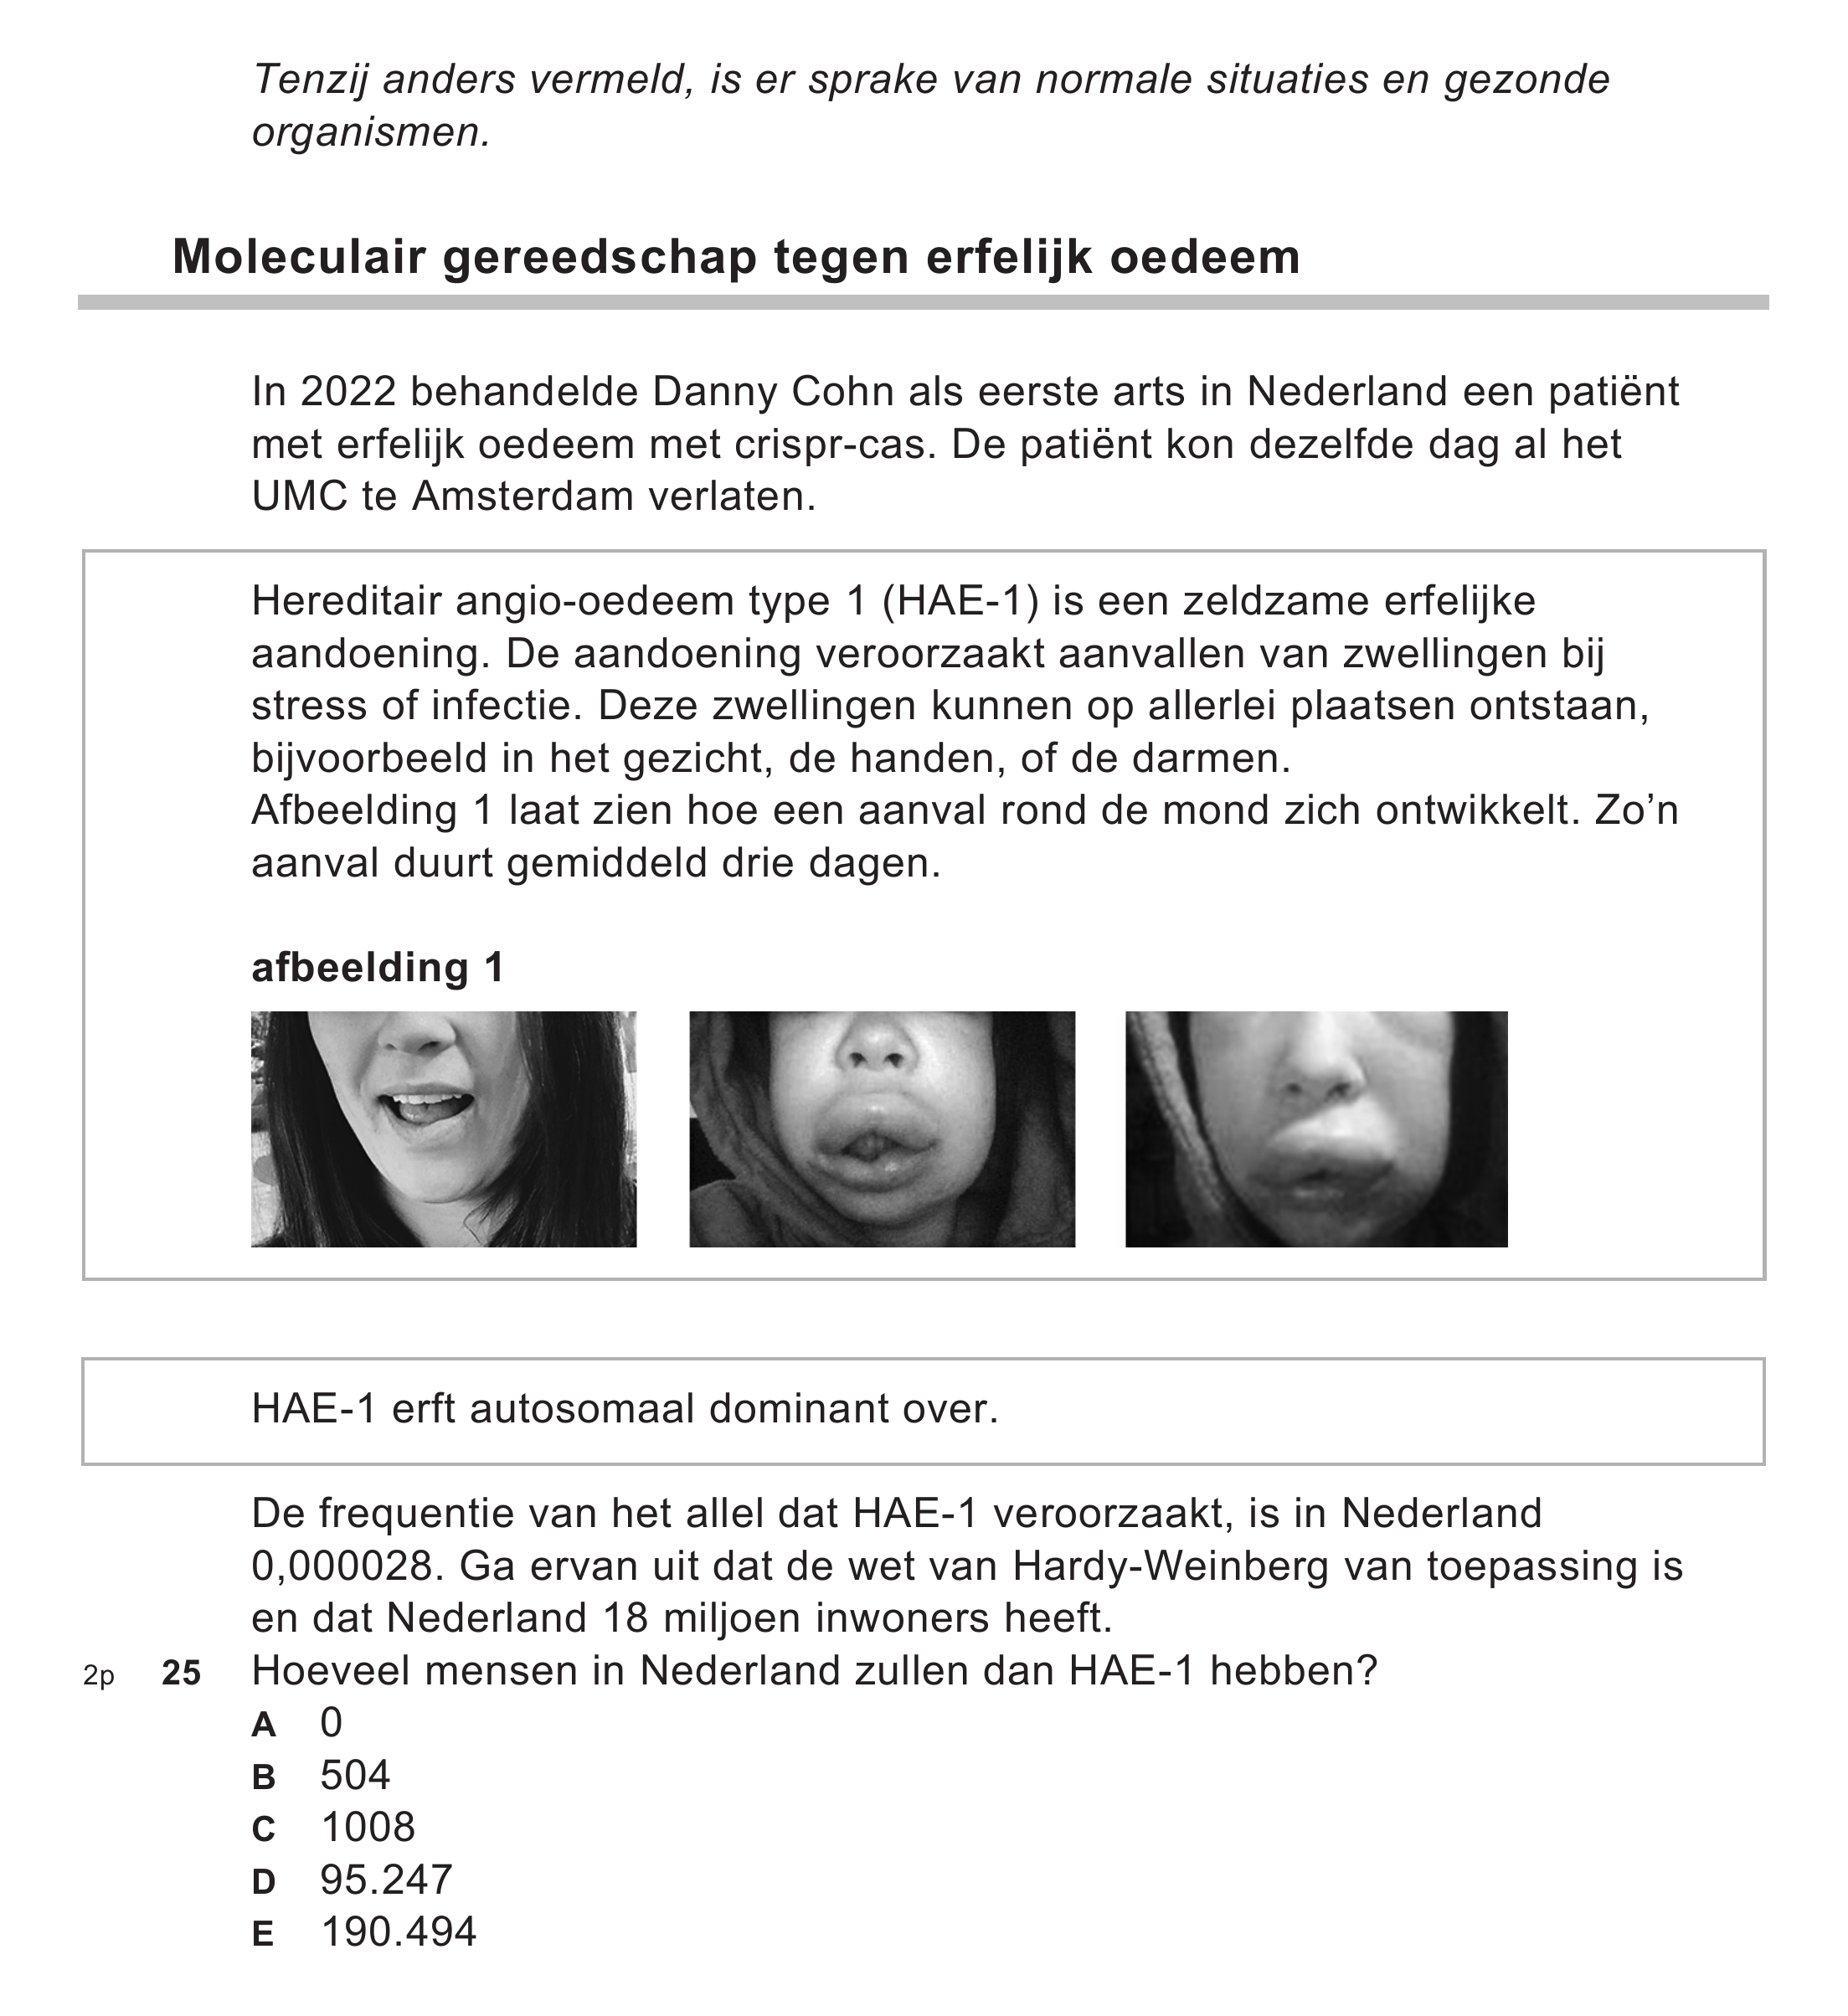 Tenzij anders vermeld, is er sprake van normale situaties en gezonde
organismen.
Moleculair gereedschap tegen erfelijk oedeem
In 2022 behandelde Danny Cohn als eerste arts in Nederland een patiënt
met erfelijk oedeem met crispr-cas. De patiënt kon dezelfde dag al het
UMC te Amsterdam verlaten.
Hereditair angio-oedeem type 1 (HAE-1) is een zeldzame erfelijke
aandoening. De aandoening veroorzaakt aanvallen van zwellingen bij
stress of infectie. Deze zwellingen kunnen op allerlei plaatsen ontstaan,
bijvoorbeeld in het gezicht, de handen, of de darmen.
Afbeelding 1 laat zien hoe een aanval rond de mond zich ontwikkelt. Zo’n
aanval duurt gemiddeld drie dagen.
afbeelding 1
HAE-1 erft autosomaal dominant over.
De frequentie van het allel dat HAE-1 veroorzaakt, is in Nederland
0,000028. Ga ervan uit dat de wet van Hardy-Weinberg van toepassing is
en dat Nederland 18 miljoen inwoners heeft.
2p 25 Hoeveel mensen in Nederland zullen dan HAE-1 hebben?
A 0
B 504
C 1008
D 95.247
E 190.494